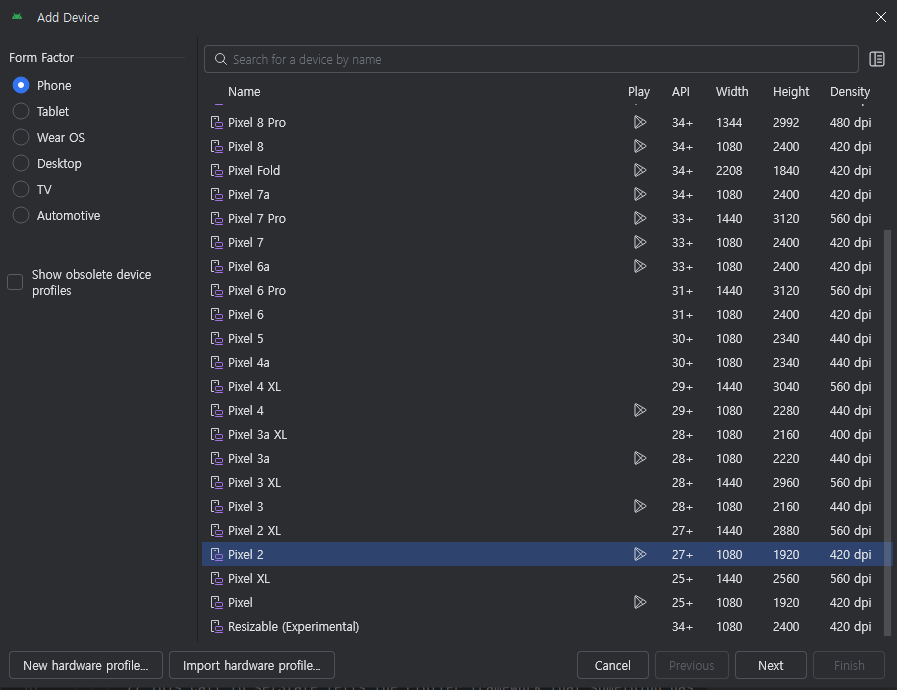 Add Device
Form Factor
Phone
Tablet
Wear OS
Desktop
TV
Automotive
Show obsolete device
profiles
Search for a device by name
Name Play API Width Height Density
Pixel 8 Pro 34+ 1344 2992 480 dpi
Pixel 8 34+ 1080 2400 420 dpi
Pixel Fold 34+ 2208 1840 420 dpi
Pixel 7a 34+ 1080 2400 420 dpi
Pixel 7 Pro 33+ 1440 3120 560 dpi
Pixel 7 33+ 1080 2400 420 dpi
Pixel 6a 33+ 1080 2400 420 dpi
Pixel 6 Pro 31+ 1440 3120 560 dpi
Pixel 6 31+ 1080 2400 420 dpi
Pixel 5 30+ 1080 2340 440 dpi
Pixel 4a 30+ 1080 2340 440 dpi
Pixel 4 XL 29+ 1440 3040 560 dpi
Pixel 4 29+ 1080 2280 440 dpi
Pixel 3a XL 28+ 1080 2160 400 dpi
Pixel 3a 28+ 1080 2220 440 dpi
Pixel 3 XL 28+ 1440 2960 560 dpi
Pixel 3 28+ 1080 2160 440 dpi
Pixel 2 XL 27+ 1440 2880 560 dpi
Pixel 2 27+ 1080 1920 420 dpi
Pixel XL 25+ 1440 2560 560 dpi
Pixel 25+ 1080 1920 420 dpi
Resizable (Experimental) 34+ 1080 2400 420 dpi
New hardware profile... Import hardware profile... Cancel Previous Next Finish